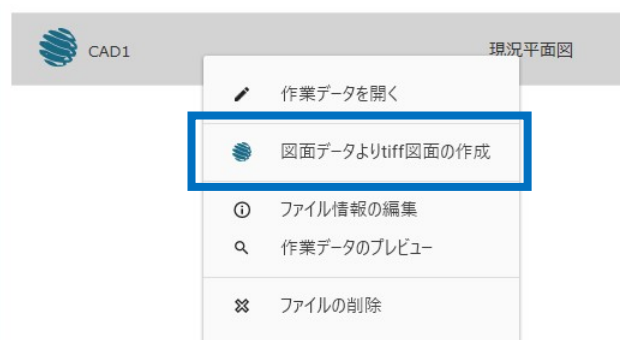 CAD1
現況平面図
作業データを開く
図面データよりtiff図面の作成
ファイル情報の編集
作業データのプレビュー
ファイルの削除